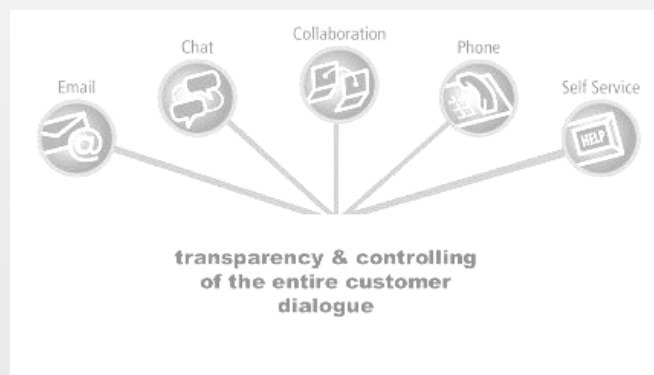 Collaboration
Chat
Phone
Email
Self Service
@
HELP
transparency & controlling
of the entire customer
dialogue